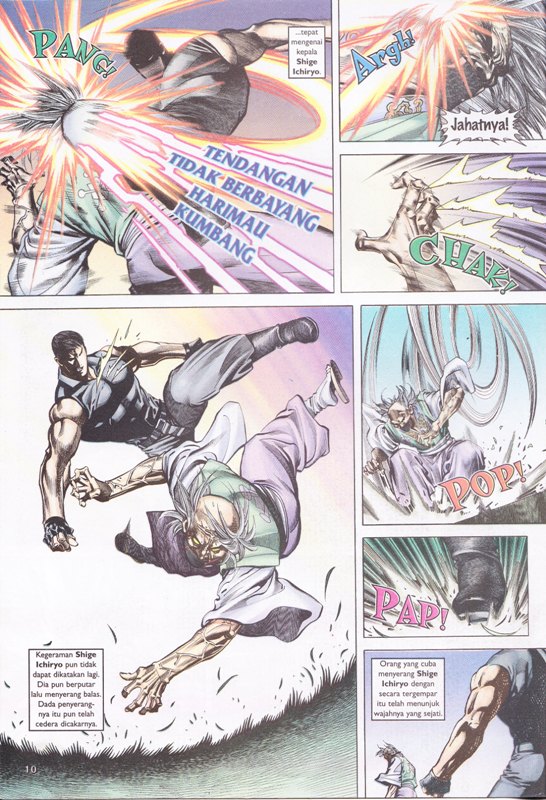 PANG!
...tepat
mengenai
kepala
Shige
Ichiryo.
TENDANGAN
TIDAK BERBAYANG
HARIMAU
KUMBANG
Argh!
Jahatnya!
CHAK!
POP!
PAP!
Kegeraman Shige
Ichiryo pun tidak
dapat dikatakan lagi.
Dia pun berputar
lalu menyerang balas.
Dada penyerang-
nya itu pun telah
cedera dicakarnya.
Orang yang cuba
menyerang Shige
Ichiryo dengan
secara tergempar
itu telah menunjuk
wajahnya yang sejati.
10